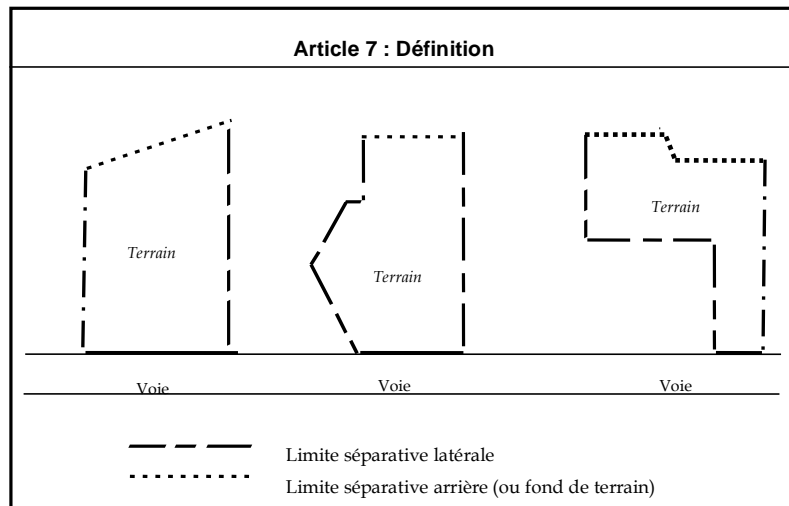 Article 7 : Définition
Terrain
Terrain
Terrain
Voie
Voie
Voie
Limite séparative latérale
Limite séparative arrière (ou fond de terrain)